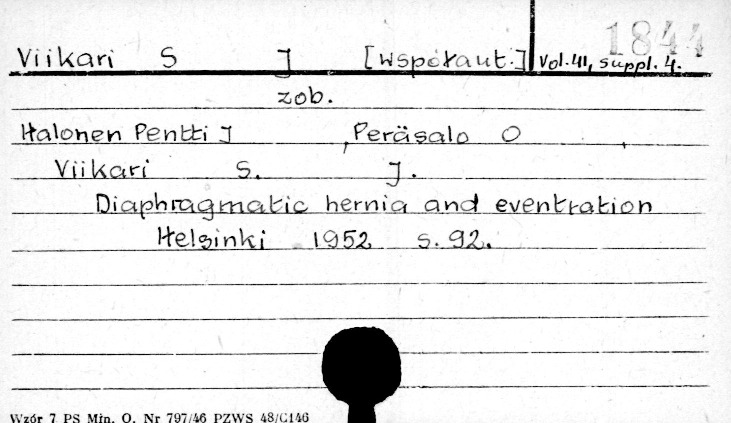 1844
Viikari S J [współaut.] Vol.41, suppl. 4.
zob.
Halonen Pentti J , Peräsalo O ,
Viikari S. J.
Diaphragmatic hernia and eventration
Helsinki 1952 s. 92.
Wzór 7 PS Min. O. Nr 797/46 PZWS 48/C146